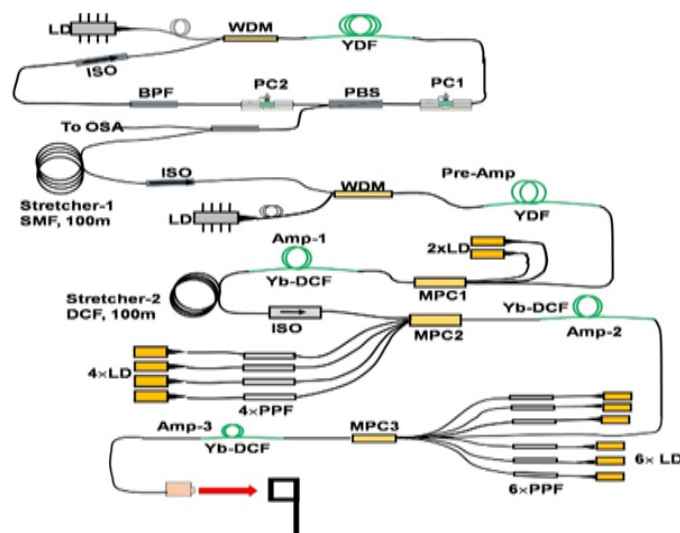 LD
WDM
YDF
ISO
BPF
PC2
PBS
PC1
To OSA
ISO
WDM
Pre-Amp
Stretcher-1
SMF, 100m
LD
YDF
Amp-1
2xLD
Yb-DCF
MPC1
Stretcher-2
DCF, 100m
ISO
MPC2
Yb-DCF
Amp-2
4×LD
4×PPF
Amp-3
MPC3
Yb-DCF
6× LD
6×PPF